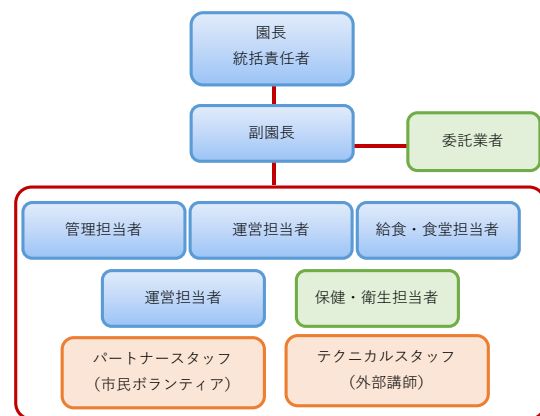 園長
統括責任者
副園長
委託業者
管理担当者
運営担当者
給食・食堂担当者
運営担当者
保健・衛生担当者
パートナースタッフ
（市民ボランティア）
テクニカルスタッフ
（外部講師）